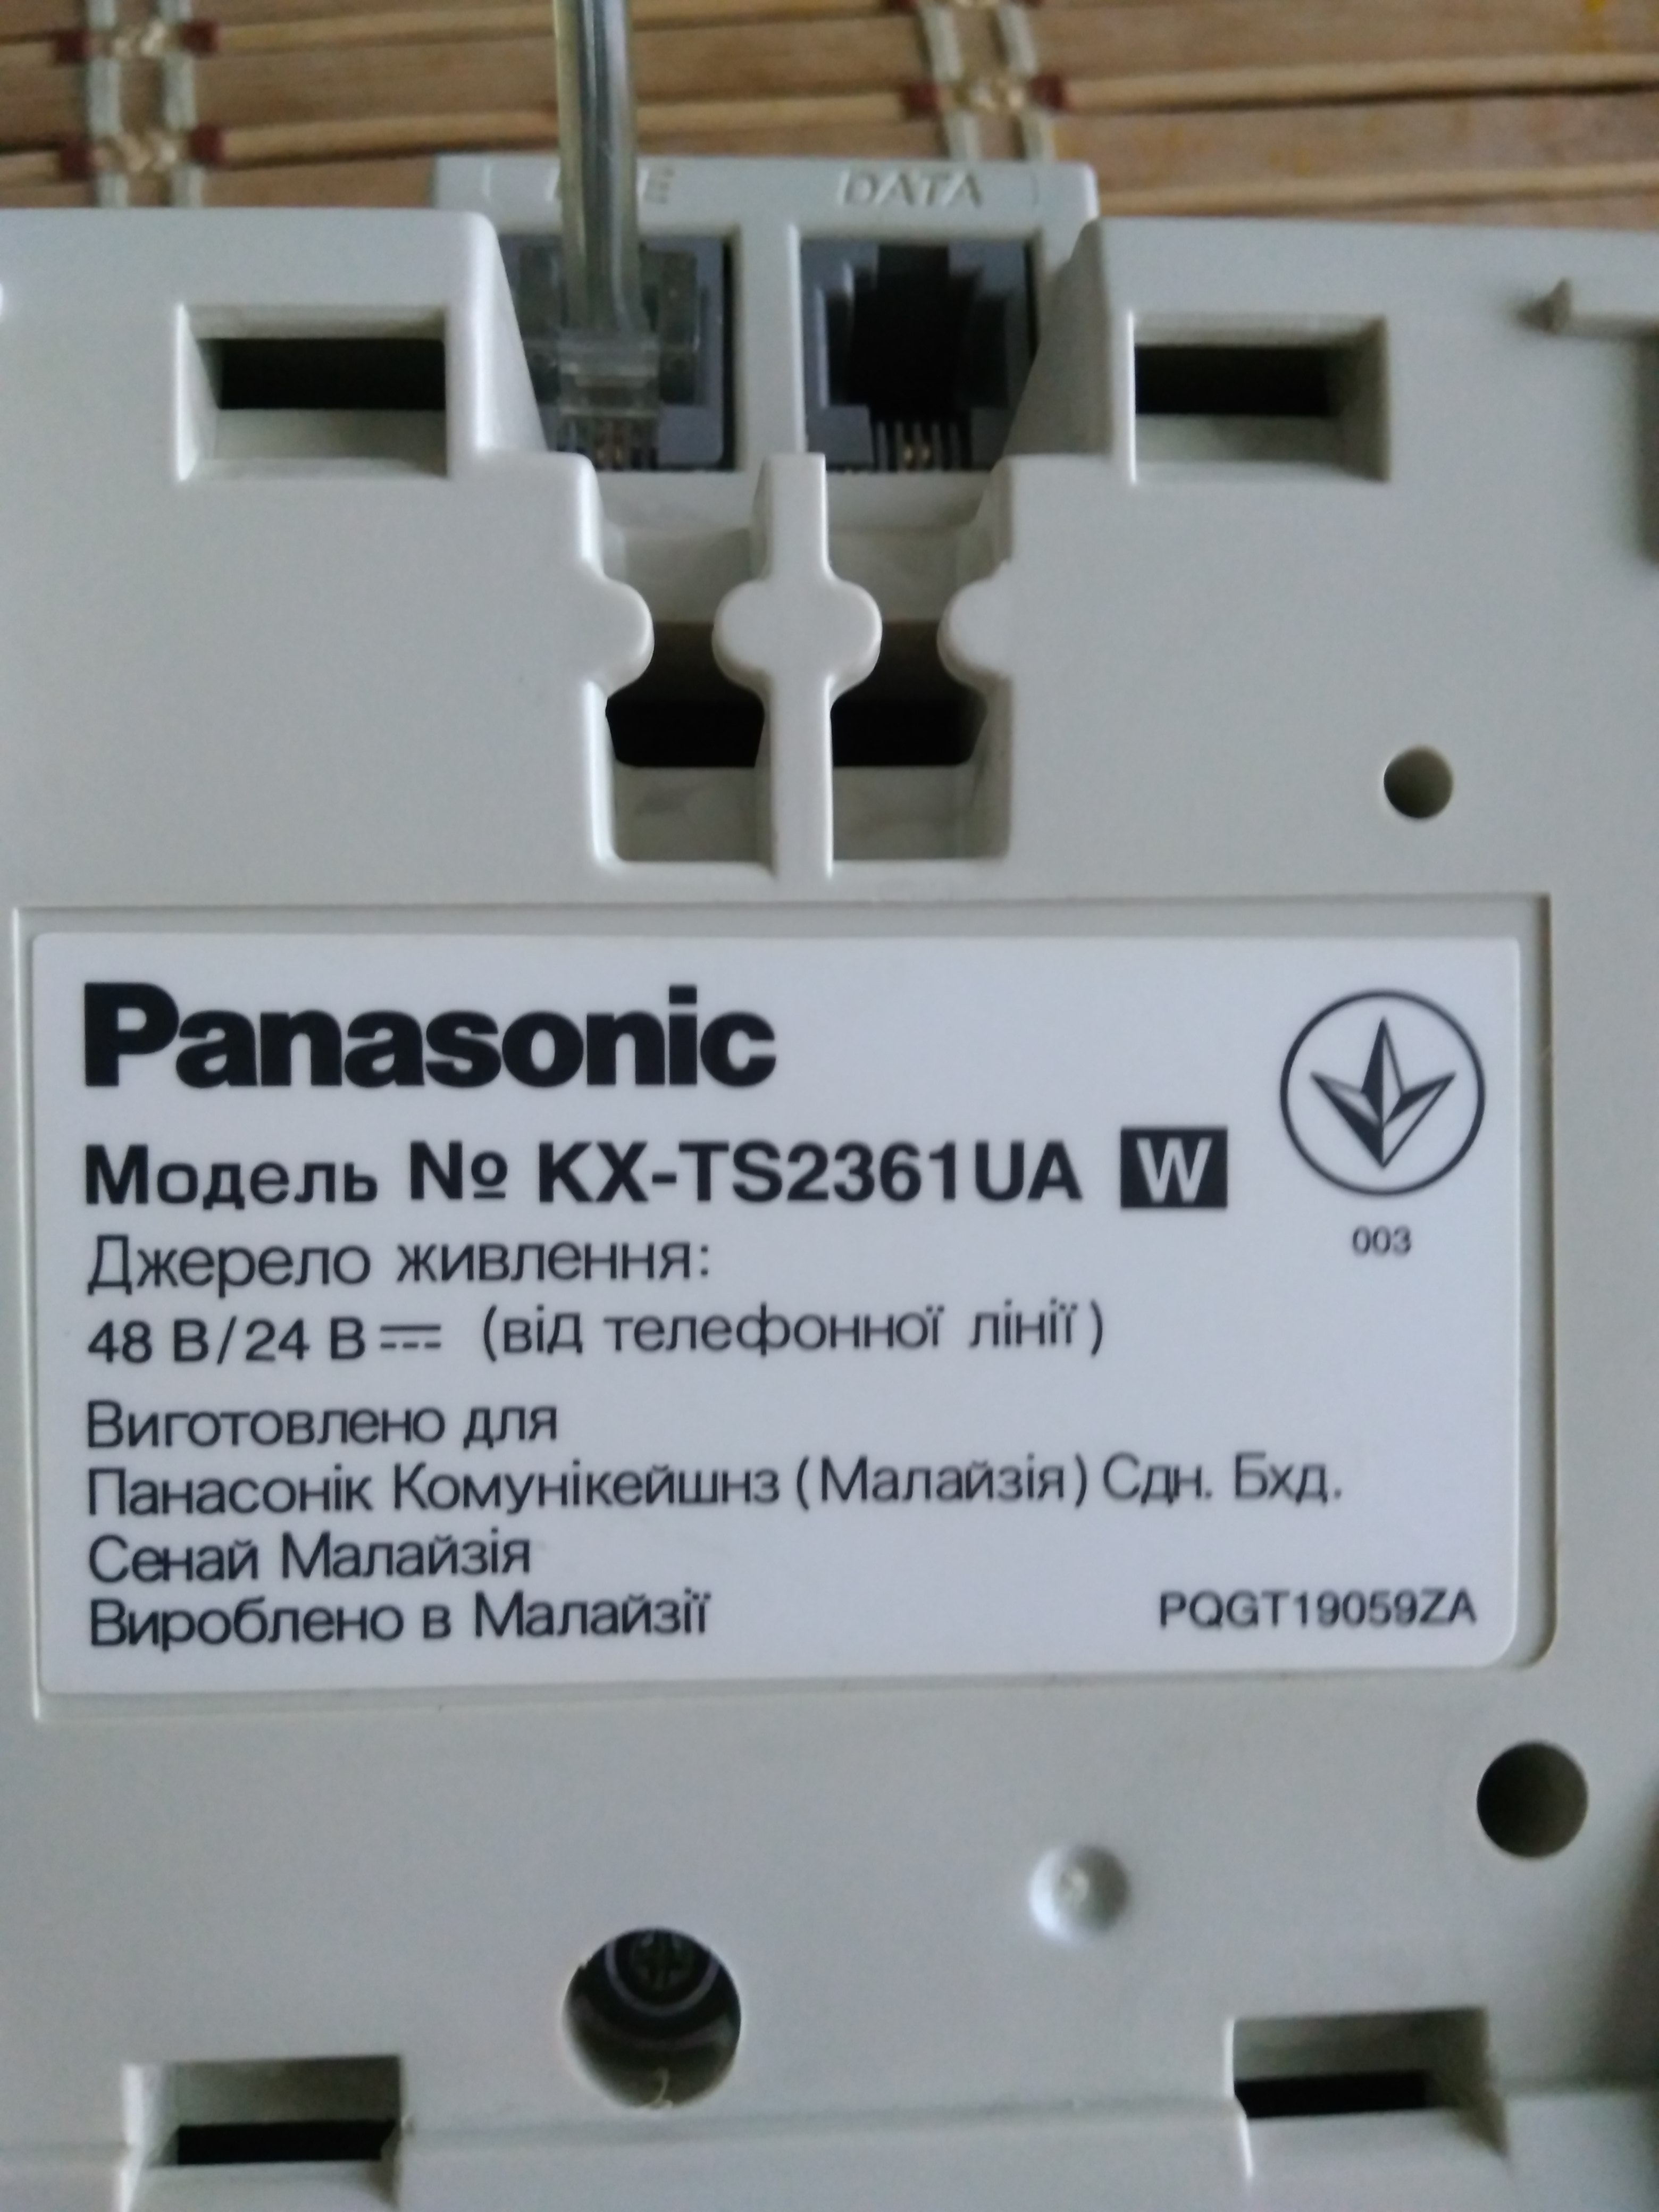 DATA
Panasonic
Модель № KX-TS2361UA W
003
Джерело живлення:
48 В/24 В⎓ (від телефонної лінії)
Виготовлено для
Панасонік Комунікейшнз (Малайзія) Сдн. Бхд.
Сенай Малайзія
Вироблено в Малайзії
PQGT19059ZA